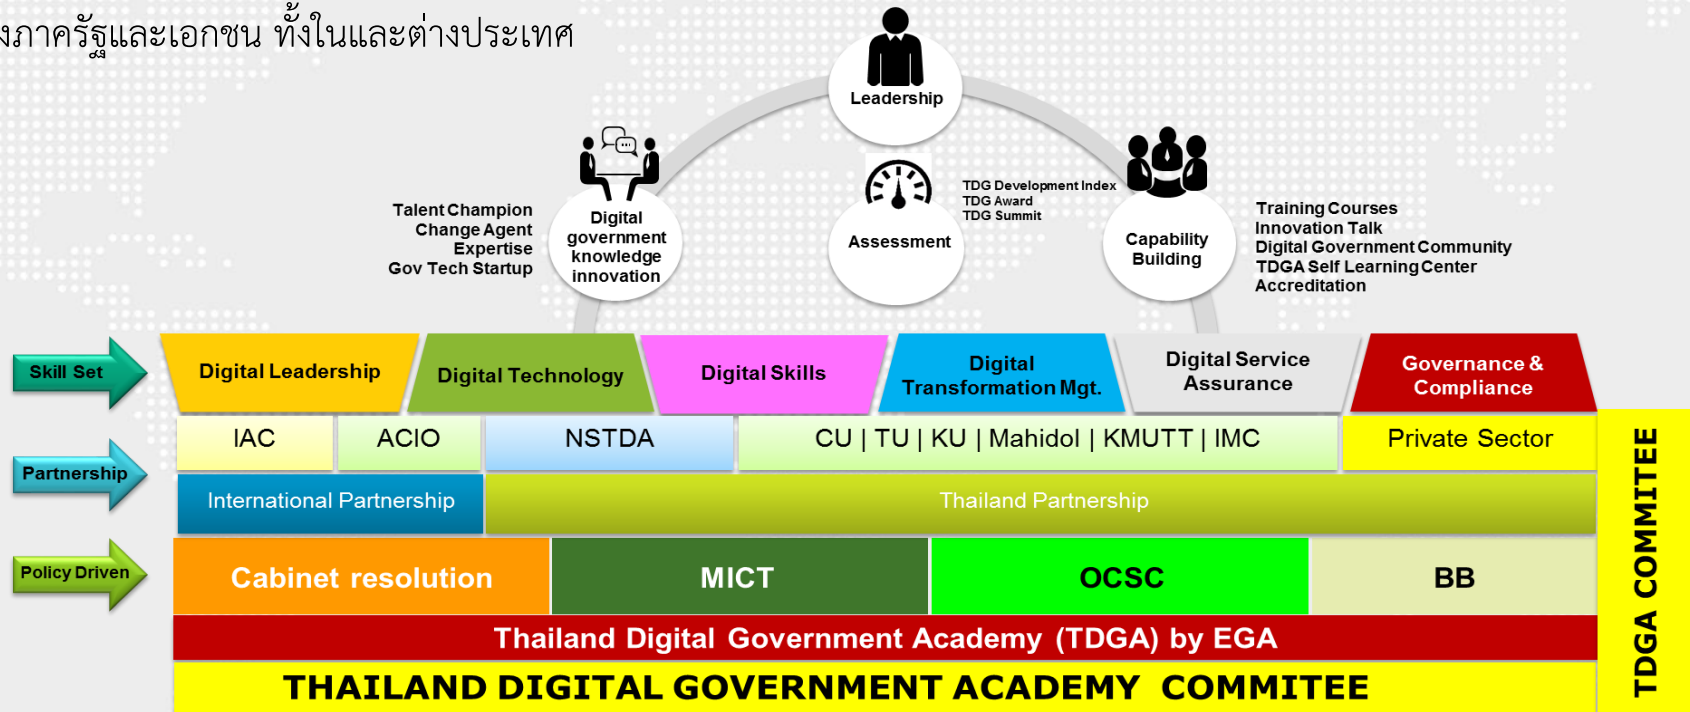 งภาครัฐและเอกชน ทั้งในและต่างประเทศ
Leadership
Talent Champion
Change Agent
Expertise
Gov Tech Startup
Digital
government
knowledge
innovation
Assessment
TDG Development Index
TDG Award
TDG Summit
Capability
Building
Training Courses
Innovation Talk
Digital Government Community
TDGA Self Learning Center
Accreditation
Skill Set
Digital Leadership
Digital Technology
Digital Skills
Digital
Transformation Mgt.
Digital Service
Assurance
Governance &
Compliance
Partnership
IAC
ACIO
NSTDA
CU | TU | KU | Mahidol | KMUTT | IMC
Private Sector
International Partnership
Thailand Partnership
Policy Driven
Cabinet resolution
MICT
OCSC
BB
Thailand Digital Government Academy (TDGA) by EGA
THAILAND DIGITAL GOVERNMENT ACADEMY COMMITEE
TDGA COMMITEE